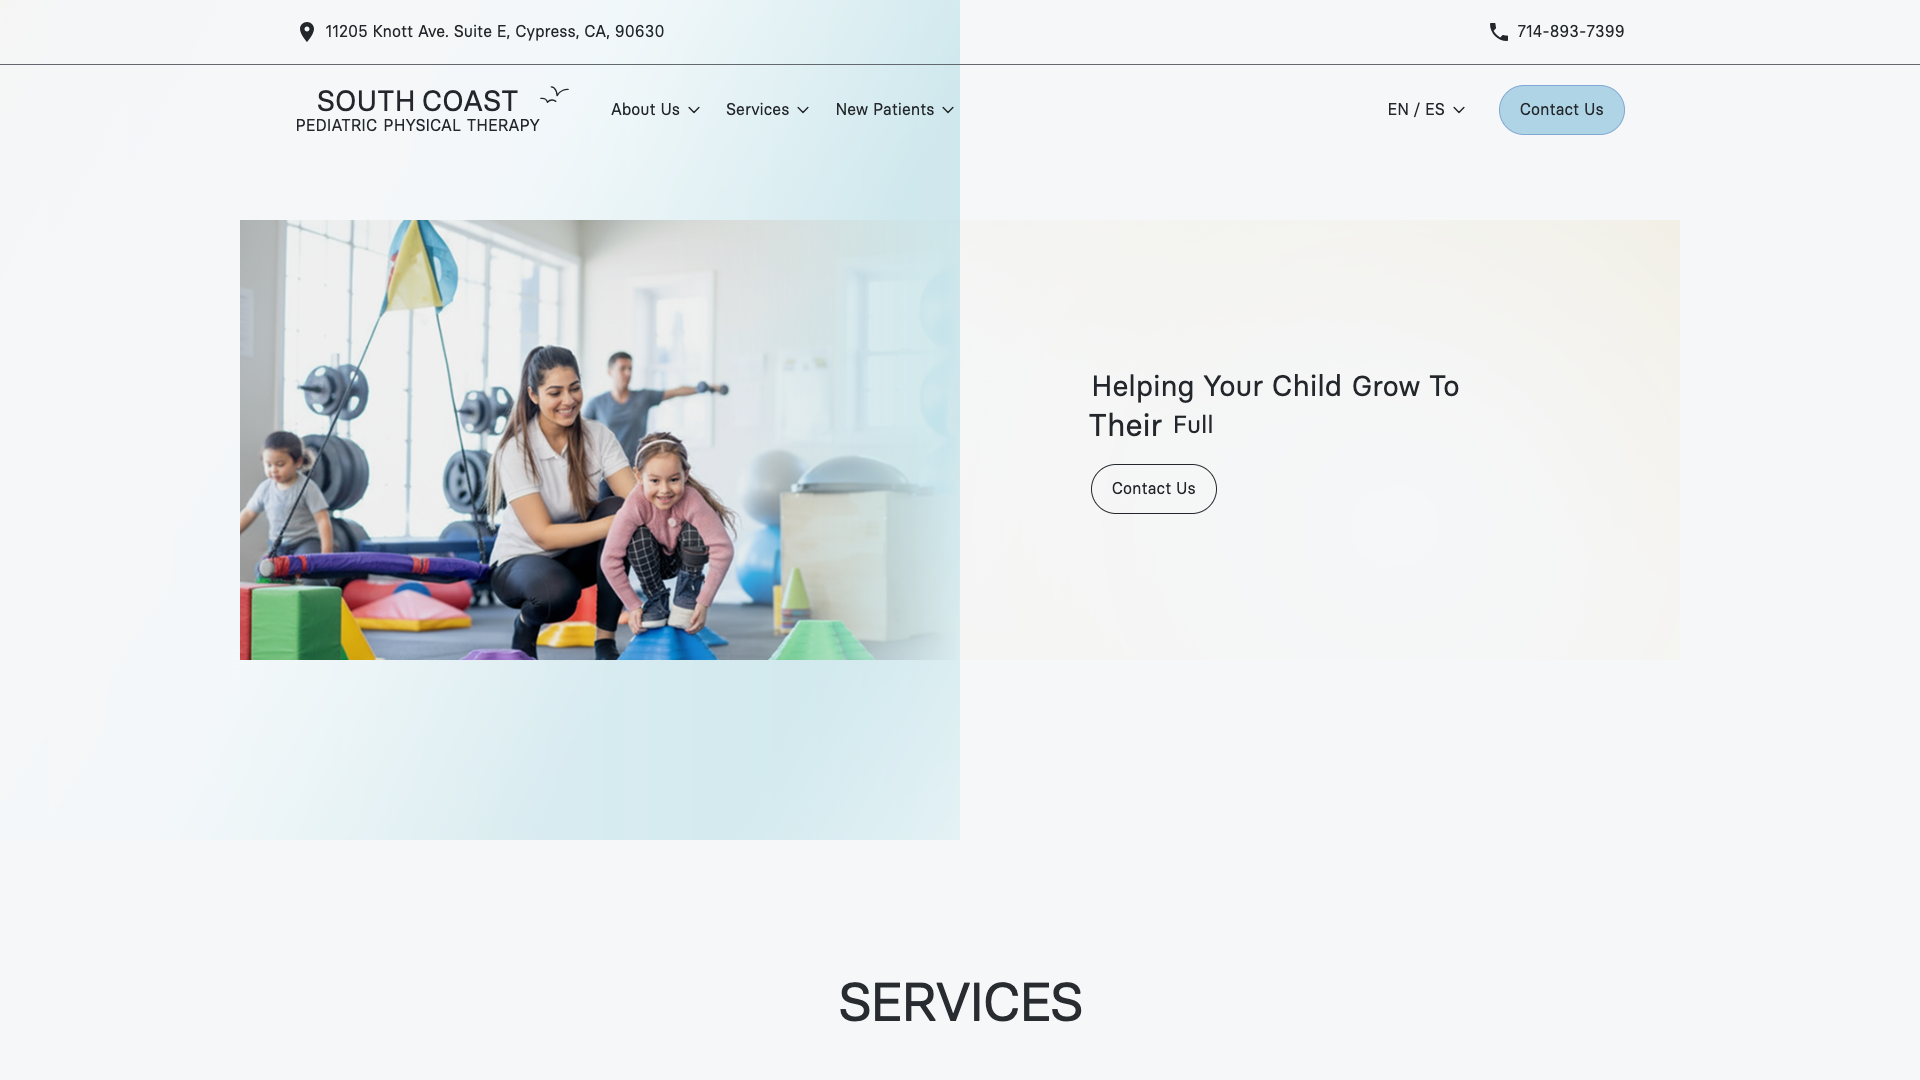 11205 Knott Ave. Suite E, Cypress, CA, 90630
714-893-7399
SOUTH COAST
PEDIATRIC PHYSICAL THERAPY
About Us
Services
New Patients
EN / ES
Contact Us
Helping Your Child Grow To
Their Full
Contact Us
SERVICES